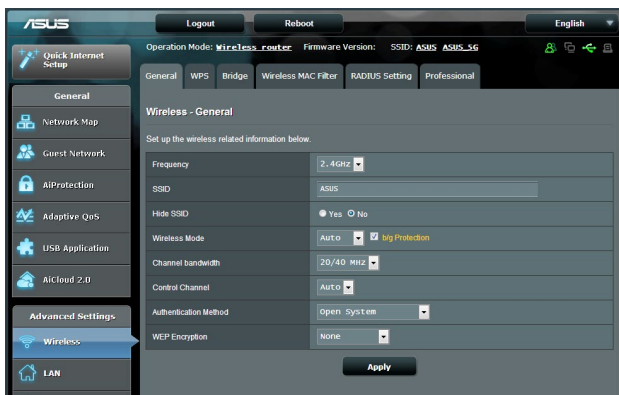 ASUS Logout Reboot English
Quick Internet Setup
Operation Mode: Wireless router Firmware Version: SSID: ASUS ASUS_5G
General WPS Bridge Wireless MAC Filter RADIUS Setting Professional
General
Network Map
Guest Network
AiProtection
Adaptive QoS
USB Application
AiCloud 2.0
Advanced Settings
Wireless
LAN
Wireless - General
Set up the wireless related information below.
Frequency 2.4GHz
SSID ASUS
Hide SSID Yes No
Wireless Mode Auto b/g Protection
Channel bandwidth 20/40 MHz
Control Channel Auto
Authentication Method Open System
WEP Encryption None
Apply